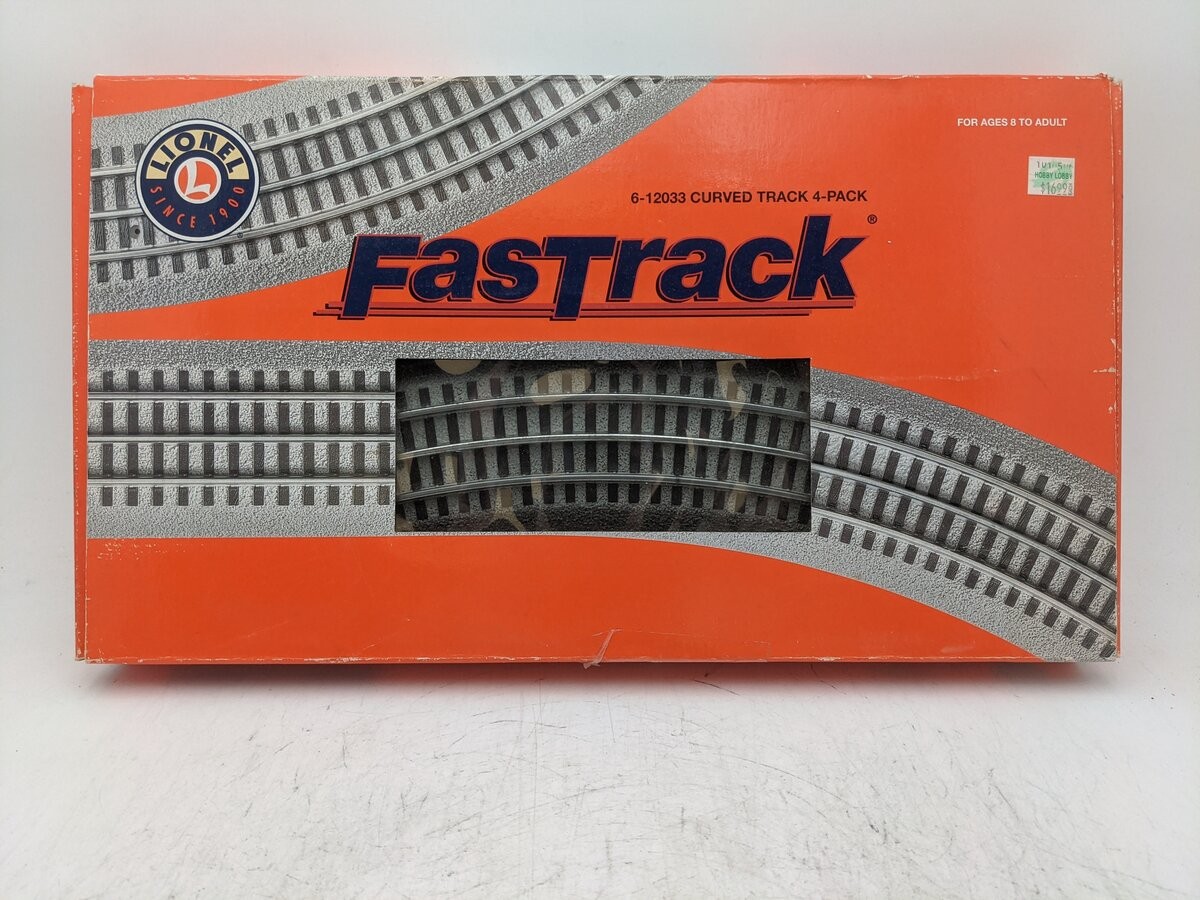 LIONEL
L
SINCE 1900
FOR AGES 8 TO ADULT
HOBBY LOBBY
6-12033 CURVED TRACK 4-PACK
FasTrack®